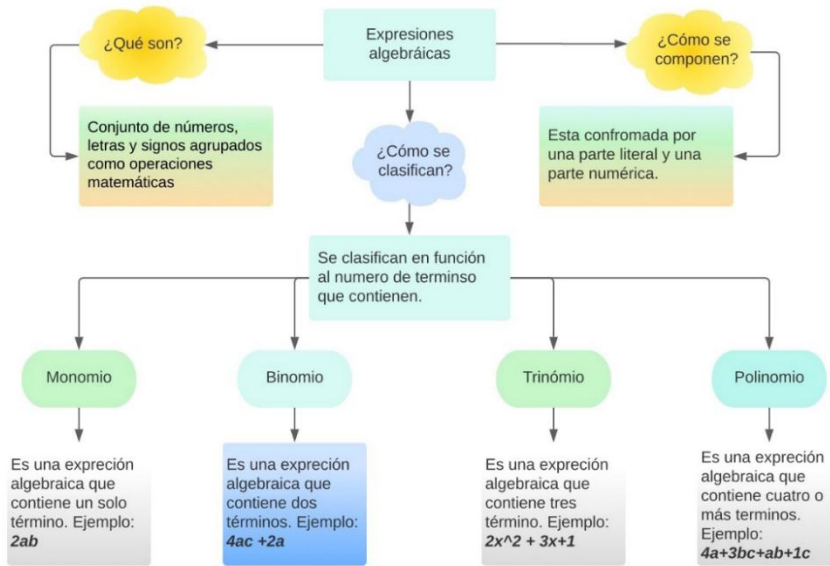 ¿Qué son?
Expresiones
algebráicas
¿Cómo se
componen?
Conjunto de números,
letras y signos agrupados
como operaciones
matemáticas
¿Cómo se
clasifican?
Esta confromada por
una parte literal y una
parte numérica.
Se clasifican en función
al numero de terminso
que contienen.
Monomio
Binomio
Trinómio
Polinomio
Es una expreción
algebraica que
contiene un solo
término. Ejemplo:
2ab
Es una expreción
algebraica que
contiene dos
términos. Ejemplo:
4ac +2a
Es una expreción
algebraica que
contiene tres
término. Ejemplo:
2x^2 + 3x+1
Es una expreción
algebraica que
contiene cuatro o
más terminos.
Ejemplo:
4a+3bc+ab+1c